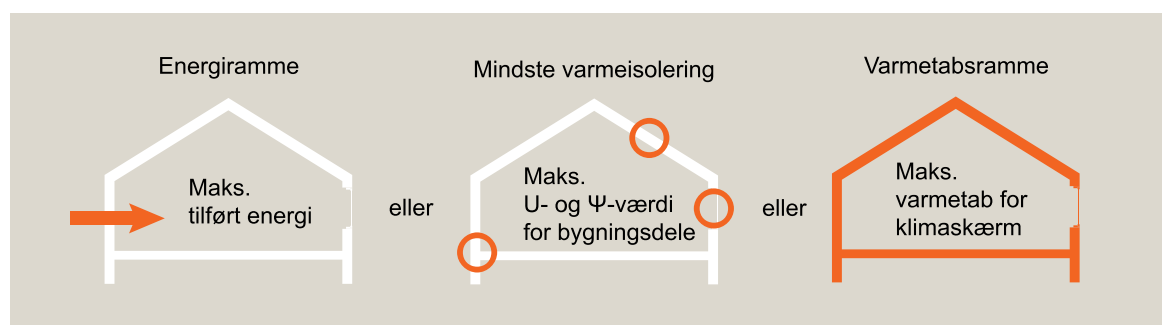 Energiramme
Maks.
tilført energi
eller
Mindste varmeisolering
Maks.
U- og Ψ-værdi
for bygningsdele
eller
Varmetabsramme
Maks.
varmetab for
klimaskærm